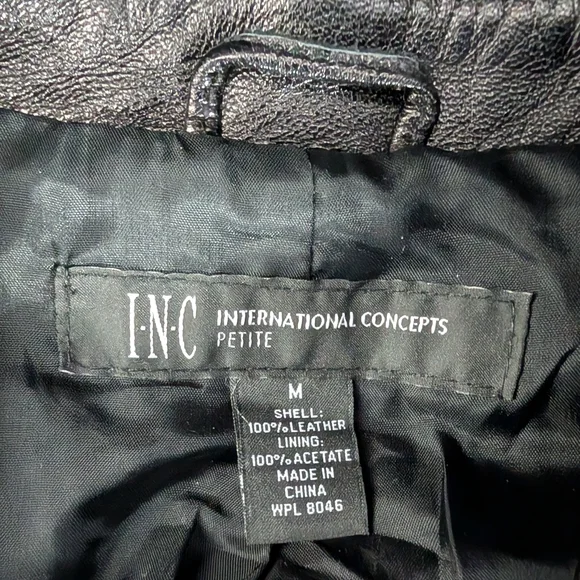 I·N·C INTERNATIONAL CONCEPTS
PETITE
M
SHELL:
100%LEATHER
LINING:
100%ACETATE
MADE IN
CHINA
WPL 8046